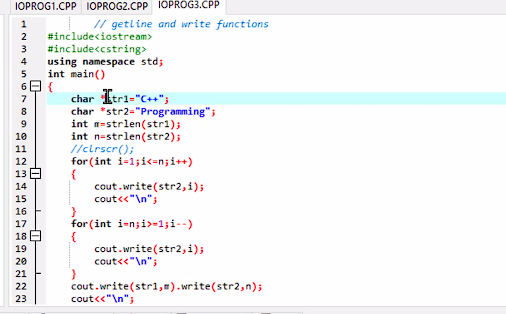 IOPROG1.CPP IOPROG2.CPP IOPROG3.CPP
1 // getline and write functions
2 #include<iostream>
3 #include<cstring>
4 using namespace std;
5 int main()
6 {
7 char *str1="C++";
8 char *str2="Programming";
9 int m=strlen(str1);
10 int n=strlen(str2);
11 //clrscr();
12 for(int i=1;i<=n;i++)
13 {
14 cout.write(str2,i);
15 cout<<"\n";
16 }
17 for(int i=n;i>=1;i--)
18 {
19 cout.write(str2,i);
20 cout<<"\n";
21 }
22 cout.write(str1,m).write(str2,n);
23 cout<<"\n";